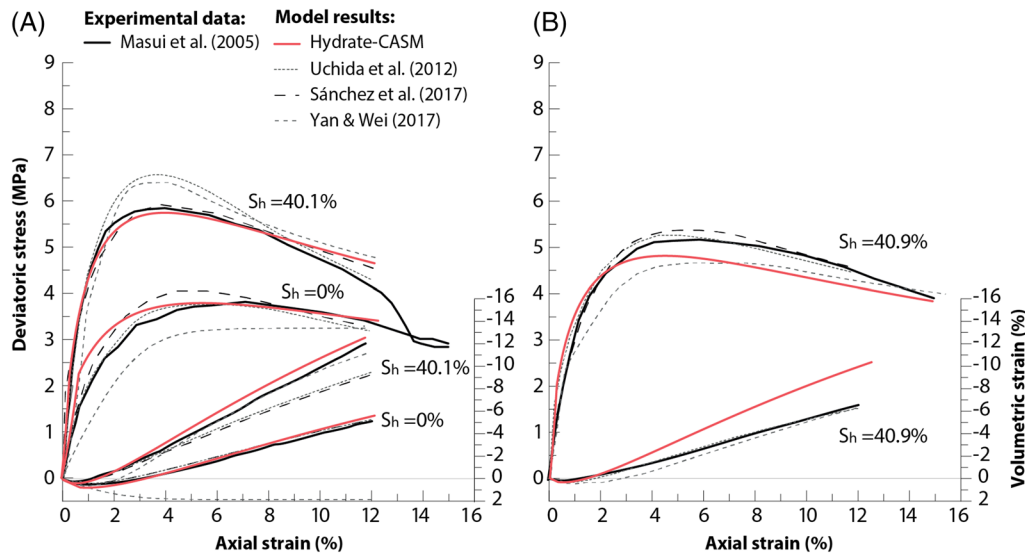 (A)
Experimental data:
Masui et al. (2005)
Model results:
Hydrate-CASM
Uchida et al. (2012)
Sánchez et al. (2017)
Yan & Wei (2017)
(B)
Deviatoric stress (MPa)
9
8
7
6
5
4
3
2
1
0
Sh =40.1%
Sh =0%
Sh =40.1%
Sh =0%
-16
-14
-12
-10
-8
-6
-4
-2
0
2
0 2 4 6 8 10 12 14 16
Axial strain (%)
9
8
7
6
5
4
3
2
1
0
Sh =40.9%
Sh =40.9%
-16
-14
-12
-10
-8
-6
-4
-2
0
2
Volumetric strain (%)
0 2 4 6 8 10 12 14 16
Axial strain (%)